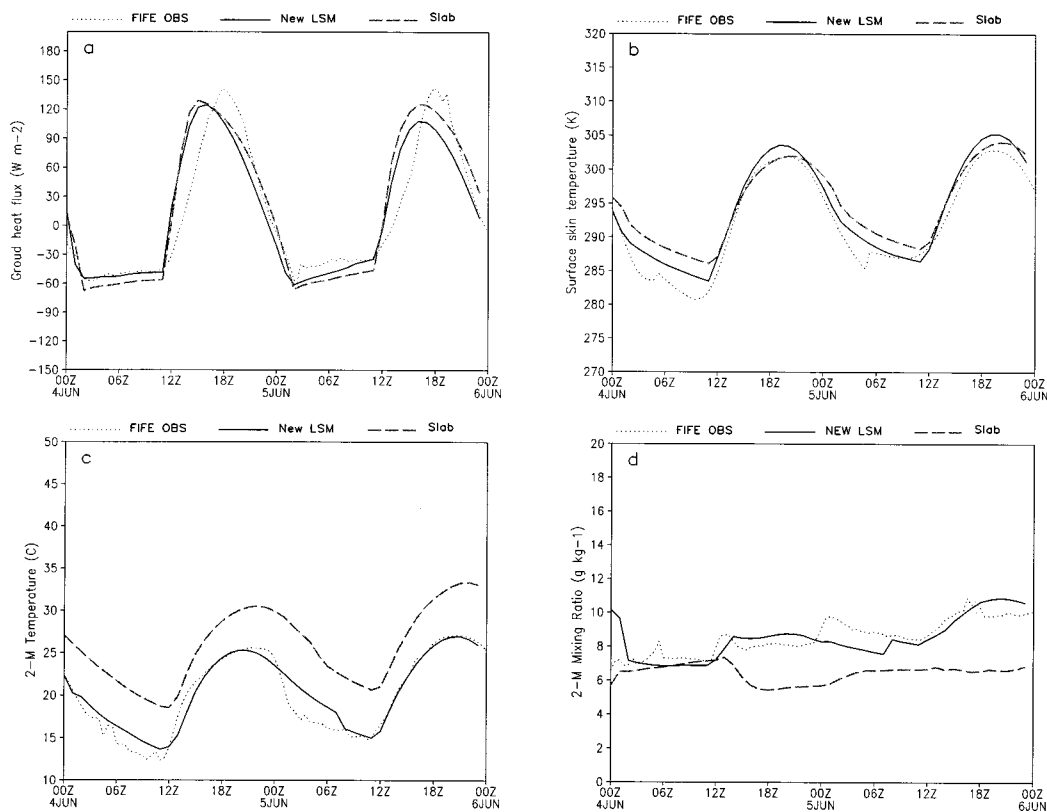 FIFE OBS New LSM Slab
a
Groud heat flux (W m-2)
180
150
120
90
60
30
0
-30
-60
-90
-120
-150
00Z 06Z 12Z 18Z 00Z 06Z 12Z 18Z 00Z
4JUN 5JUN 6JUN
FIFE OBS New LSM Slab
b
Surface skin temperature (K)
320
315
310
305
300
295
290
285
280
275
270
00Z 06Z 12Z 18Z 00Z 06Z 12Z 18Z 00Z
4JUN 5JUN 6JUN
FIFE OBS New LSM Slab
c
2-M Temperature (C)
50
45
40
35
30
25
20
15
10
00Z 06Z 12Z 18Z 00Z 06Z 12Z 18Z 00Z
4JUN 5JUN 6JUN
FIFE OBS NEW LSM Slab
d
2-M Mixing Ratio (g kg-1)
20
18
16
14
12
10
8
6
4
2
0
00Z 06Z 12Z 18Z 00Z 06Z 12Z 18Z 00Z
4JUN 5JUN 6JUN